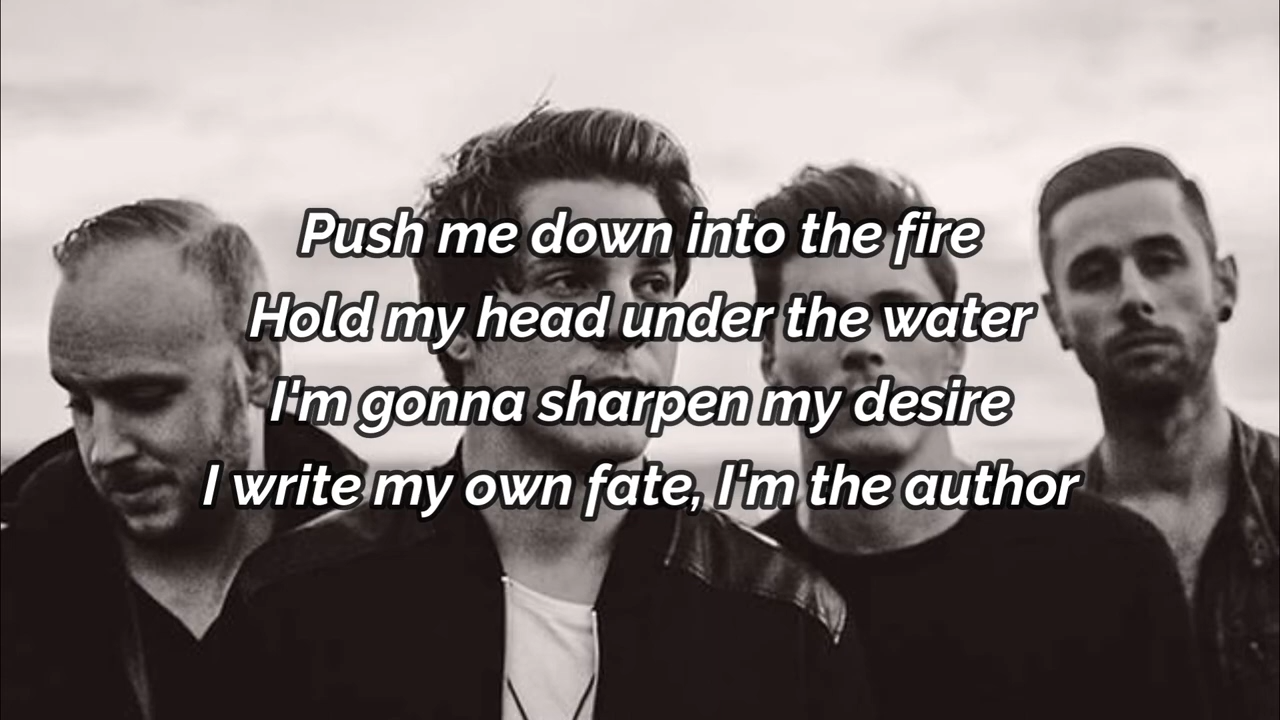 Push me down into the fire
Hold my head under the water
I'm gonna sharpen my desire
I write my own fate, I'm the author